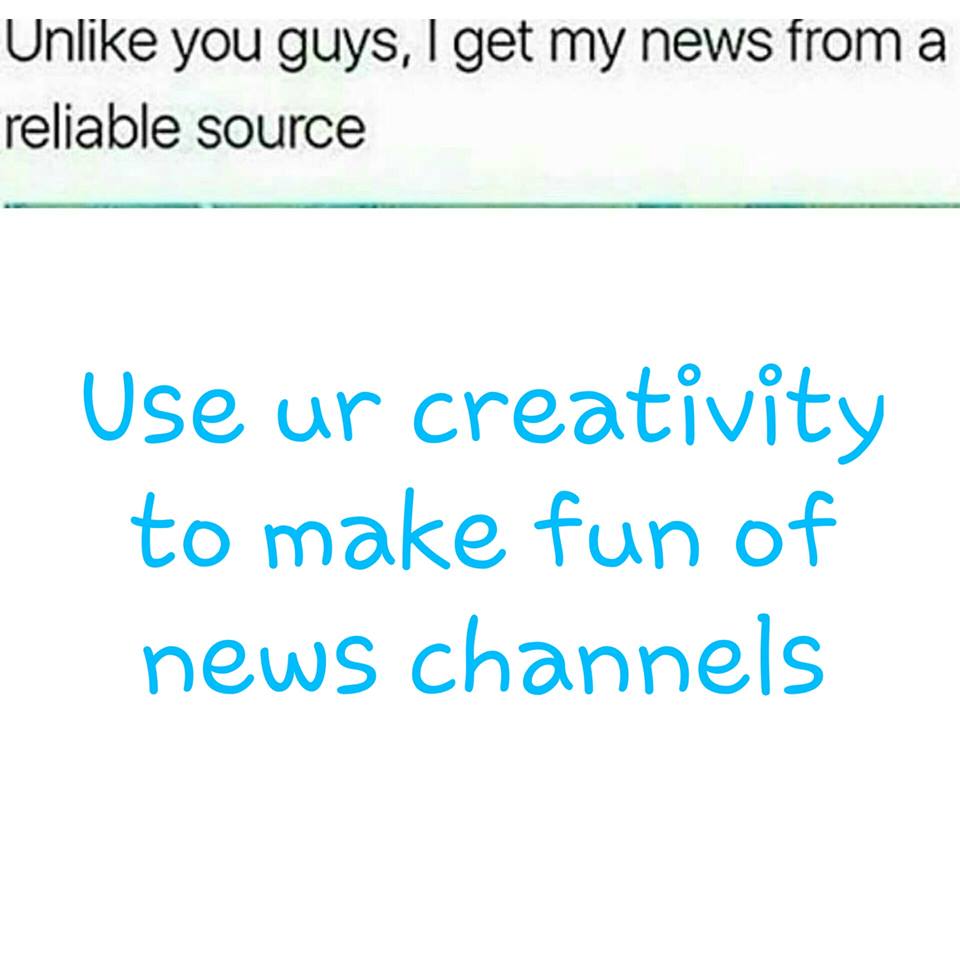 Unlike you guys, I get my news from a
reliable source
Use ur creativity
to make fun of
news channels